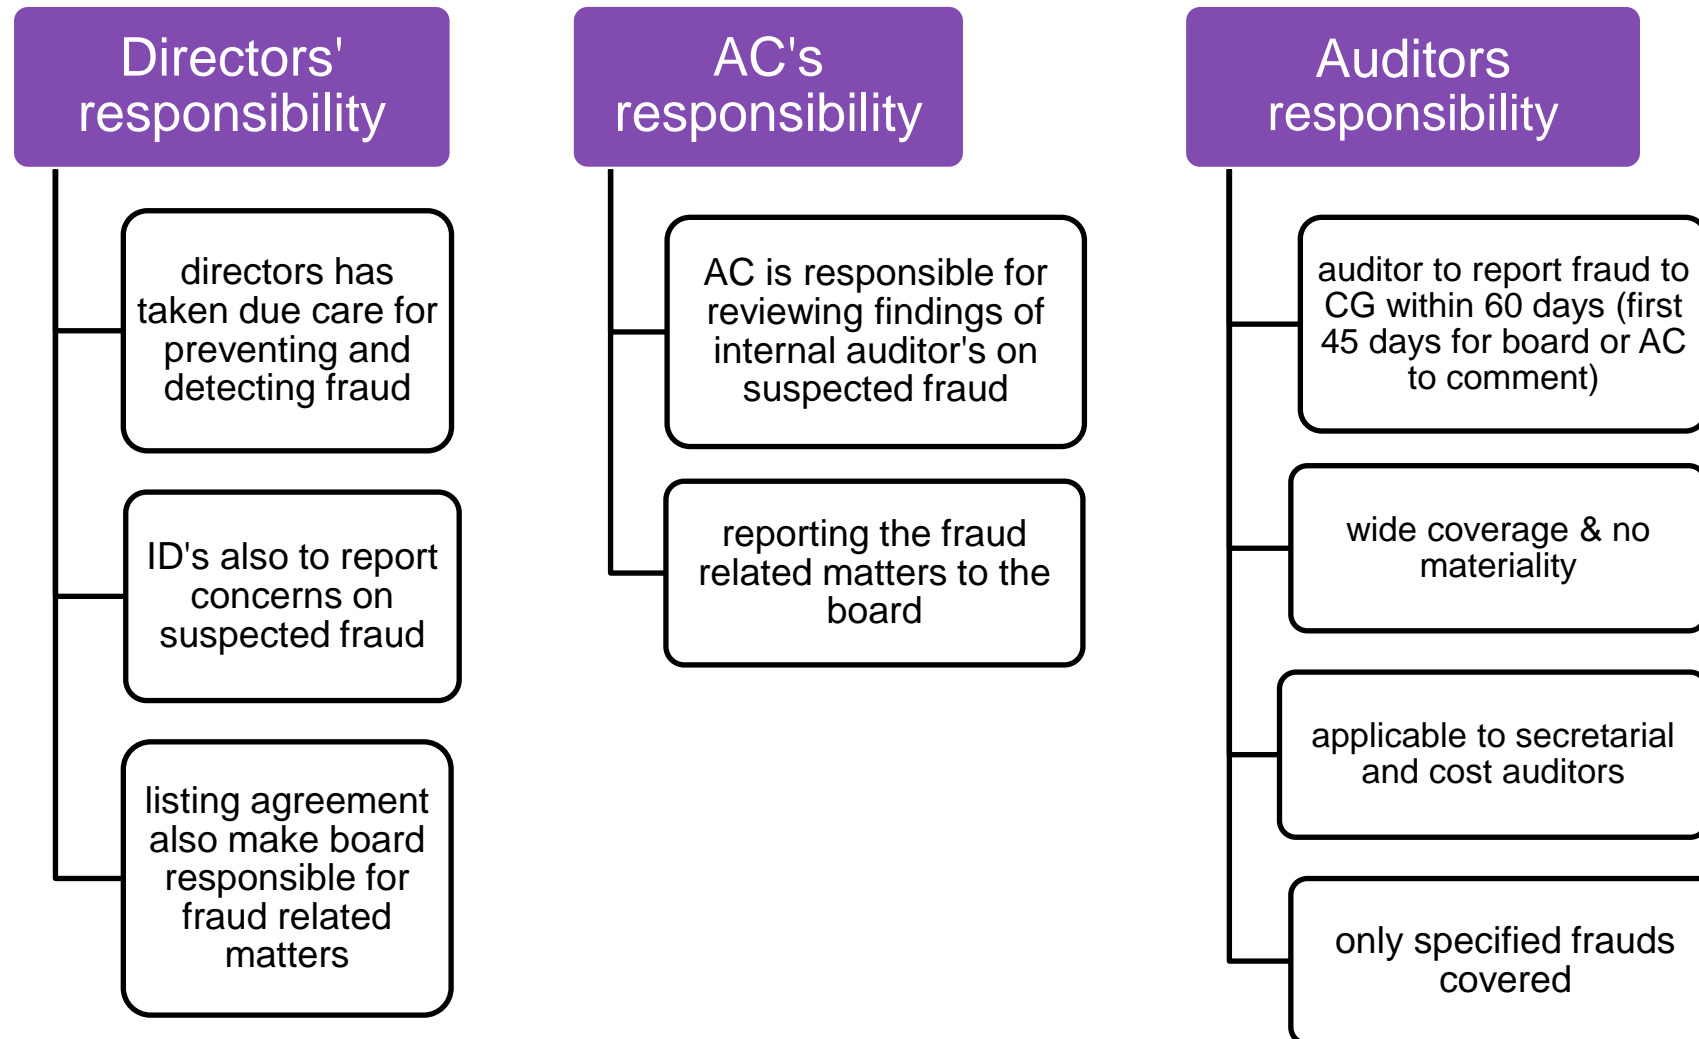 Directors'
responsibility
directors has
taken due care for
preventing and
detecting fraud
ID's also to report
concerns on
suspected fraud
listing agreement
also make board
responsible for
fraud related
matters
AC's
responsibility
AC is responsible for
reviewing findings of
internal auditor's on
suspected fraud
reporting the fraud
related matters to the
board
Auditors
responsibility
auditor to report fraud to
CG within 60 days (first
45 days for board or AC
to comment)
wide coverage & no
materiality
applicable to secretarial
and cost auditors
only specified frauds
covered